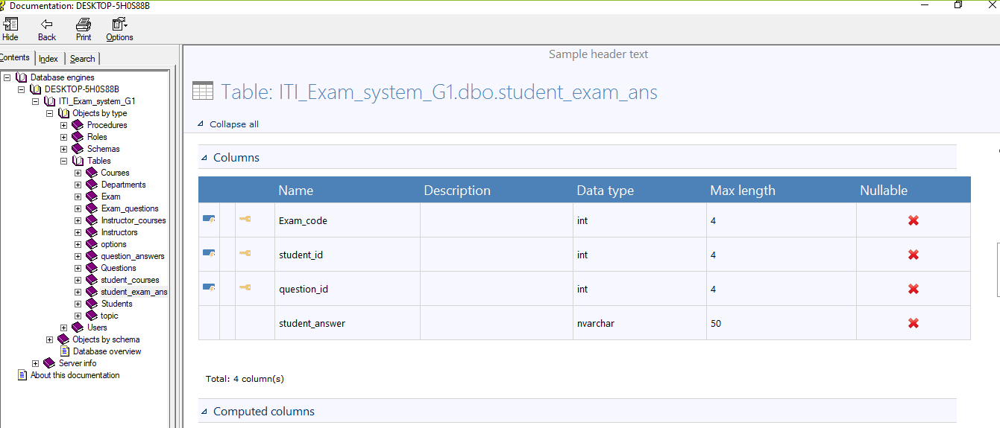 Documentation: DESKTOP-5H0S88B
Hide Back Print Options
Contents Index Search
Database engines
DESKTOP-5H0S88B
ITI_Exam_system_G1
Objects by type
Procedures
Roles
Schemas
Tables
Courses
Departments
Exam
Exam_questions
Instructor_courses
Instructors
options
question_answers
Questions
student_courses
student_exam_ans
Students
topic
Users
Objects by schema
Database overview
Server info
About this documentation
Sample header text
Table: ITI_Exam_system_G1.dbo.student_exam_ans
Collapse all
Columns
Name Description Data type Max length Nullable
Exam_code int 4
student_id int 4
question_id int 4
student_answer nvarchar 50
Total: 4 column(s)
Computed columns